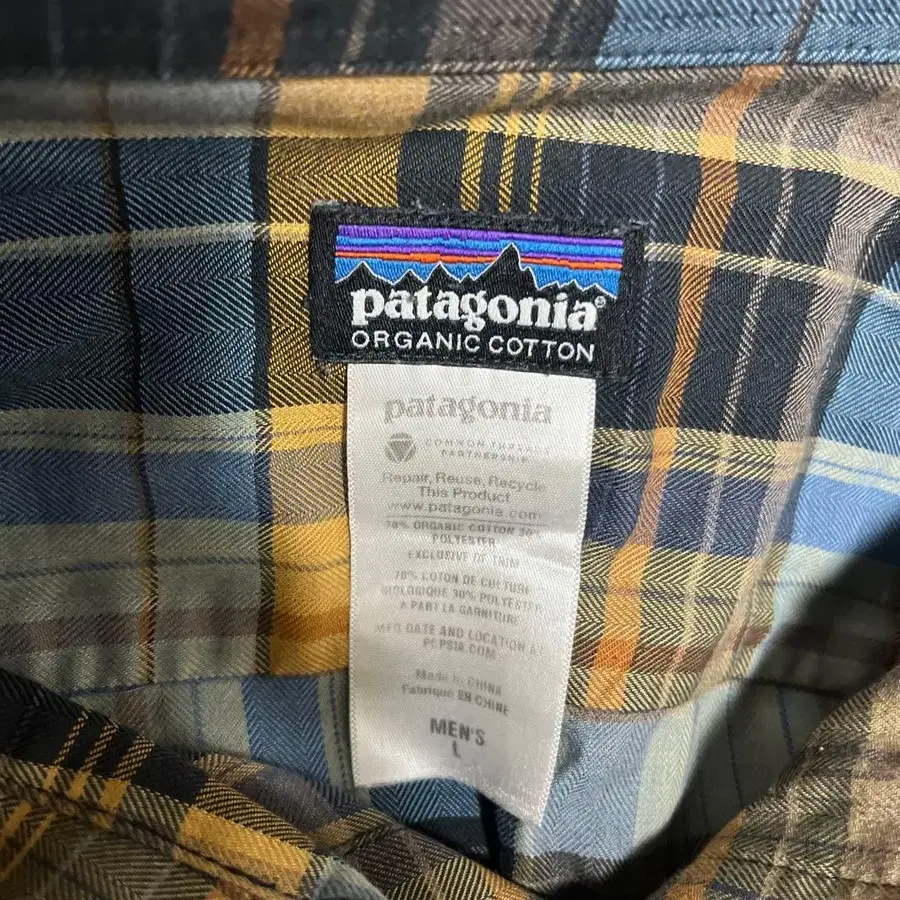 patagonia®
ORGANIC COTTON
patagonia
COMMON THREADS
PARTNERSHIP
Repair, Reuse, Recycle
This Product
www.patagonia.com
70% ORGANIC COTTON 30%
POLYESTER
EXCLUSIVE OF TRIM
70% COTON DE CULTURE
BIOLOGIQUE 30% POLYESTER
A PART LA GARNITURE
MFG DATE AND LOCATION AT
PCPSIA.COM
Made in CHINA
Fabriqué EN CHINE
MEN'S
L